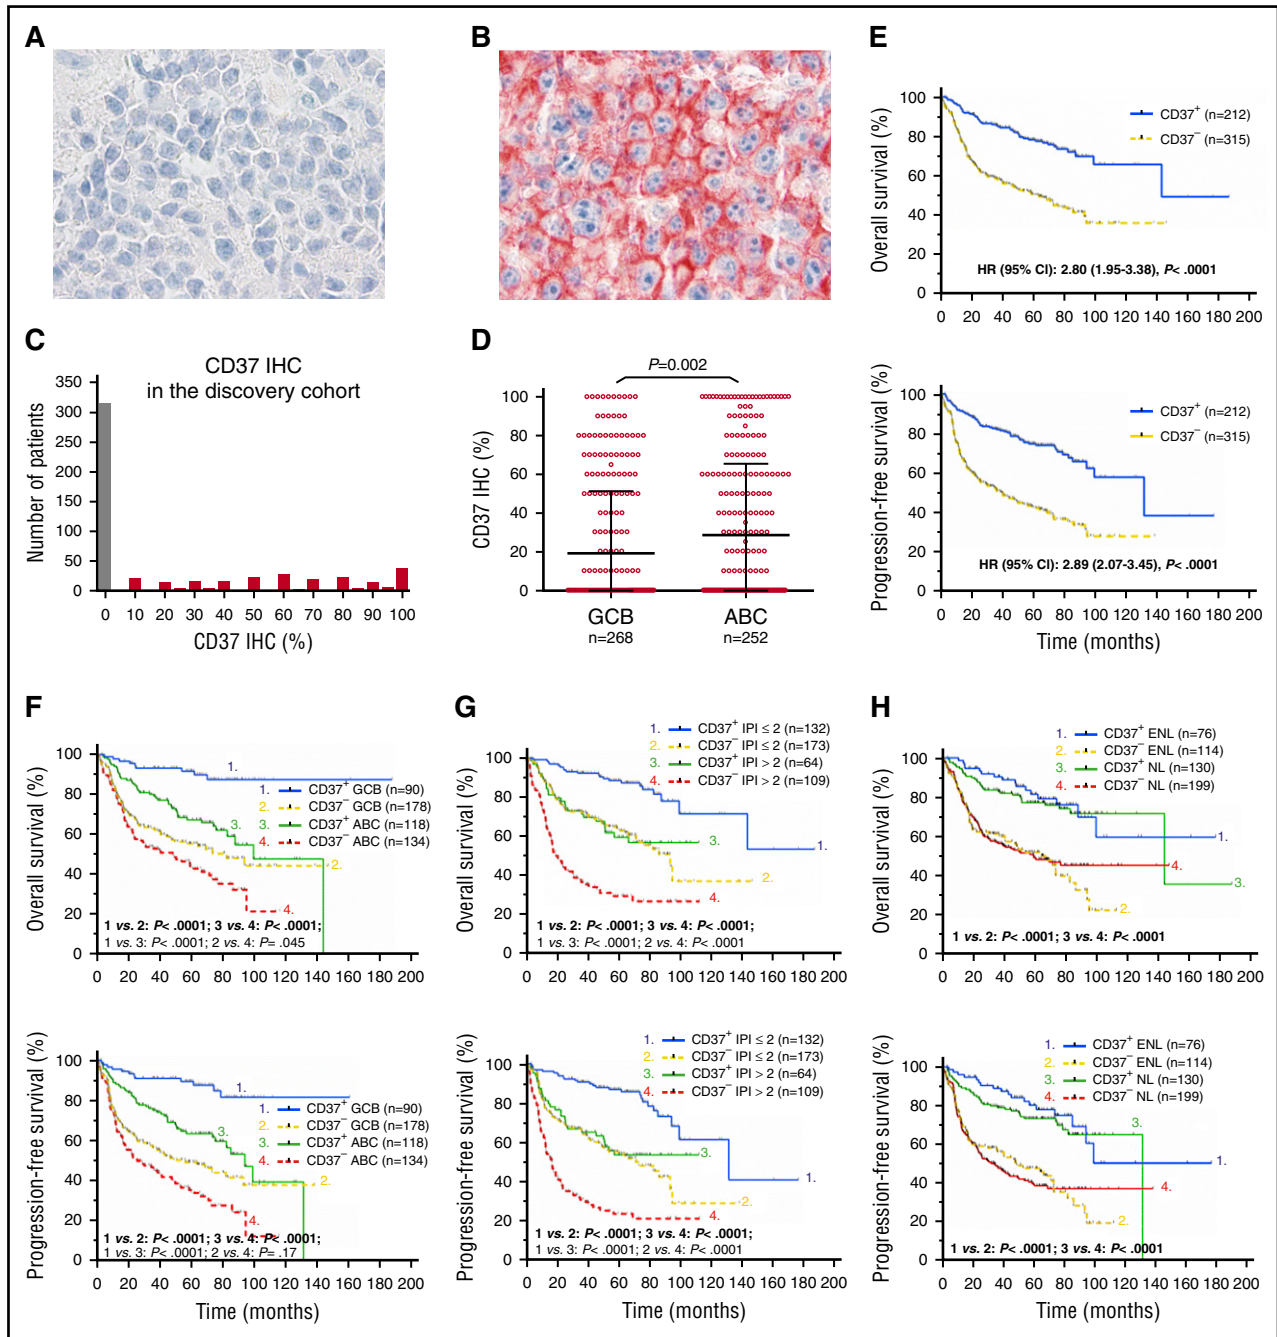 A
B
E
100
80
60
40
20
0
Overall survival (%)
CD37+ (n=212)
CD37− (n=315)
HR (95% CI): 2.80 (1.95-3.38), P< .0001
0 20 40 60 80 100 120 140 160 180 200
C
CD37 IHC
in the discovery cohort
350
300
250
200
150
100
50
0
Number of patients
0 10 20 30 40 50 60 70 80 90 100
CD37 IHC (%)
D
P=0.002
100
80
60
40
20
0
CD37 IHC (%)
GCB
n=268
ABC
n=252
100
80
60
40
20
0
Progression-free survival (%)
CD37+ (n=212)
CD37− (n=315)
HR (95% CI): 2.89 (2.07-3.45), P< .0001
0 20 40 60 80 100 120 140 160 180 200
Time (months)
F
100
80
60
40
20
0
Overall survival (%)
1.
1. CD37+ GCB (n=90)
2. CD37− GCB (n=178)
3. 3. CD37+ ABC (n=118)
4. CD37− ABC (n=134)
2.
4.
1 vs. 2: P< .0001; 3 vs. 4: P< .0001;
1 vs. 3: P< .0001; 2 vs. 4: P= .045
0 20 40 60 80 100 120 140 160 180 200
G
1. CD37+ IPI ≤ 2 (n=132)
2. CD37− IPI ≤ 2 (n=173)
3. CD37+ IPI > 2 (n=64)
4. CD37− IPI > 2 (n=109)
100
80
60
40
20
0
Overall survival (%)
3.
1.
2.
4.
1 vs. 2: P< .0001; 3 vs. 4: P< .0001;
1 vs. 3: P< .0001; 2 vs. 4: P< .0001
0 20 40 60 80 100 120 140 160 180 200
H
1. CD37+ ENL (n=76)
2. CD37− ENL (n=114)
3. CD37+ NL (n=130)
4. CD37− NL (n=199)
100
80
60
40
20
0
Overall survival (%)
1.
4.
3.
2.
1 vs. 2: P< .0001; 3 vs. 4: P< .0001
0 20 40 60 80 100 120 140 160 180 200
100
80
60
40
20
0
Progression-free survival (%)
1.
1. CD37+ GCB (n=90)
2. CD37− GCB (n=178)
3. 3. CD37+ ABC (n=118)
4. CD37− ABC (n=134)
2.
4.
1 vs. 2: P< .0001; 3 vs. 4: P< .0001;
1 vs. 3: P< .0001; 2 vs. 4: P= .17
0 20 40 60 80 100 120 140 160 180 200
Time (months)
1. CD37+ IPI ≤ 2 (n=132)
2. CD37− IPI ≤ 2 (n=173)
3. CD37+ IPI > 2 (n=64)
4. CD37− IPI > 2 (n=109)
100
80
60
40
20
0
Progression-free survival (%)
3.
1.
2.
4.
1 vs. 2: P< .0001; 3 vs. 4: P< .0001;
1 vs. 3: P< .0001; 2 vs. 4: P< .0001
0 20 40 60 80 100 120 140 160 180 200
Time (months)
1. CD37+ ENL (n=76)
2. CD37− ENL (n=114)
3. CD37+ NL (n=130)
4. CD37− NL (n=199)
100
80
60
40
20
0
Progression-free survival (%)
3.
1.
4.
2.
1 vs. 2: P< .0001; 3 vs. 4: P< .0001
0 20 40 60 80 100 120 140 160 180 200
Time (months)